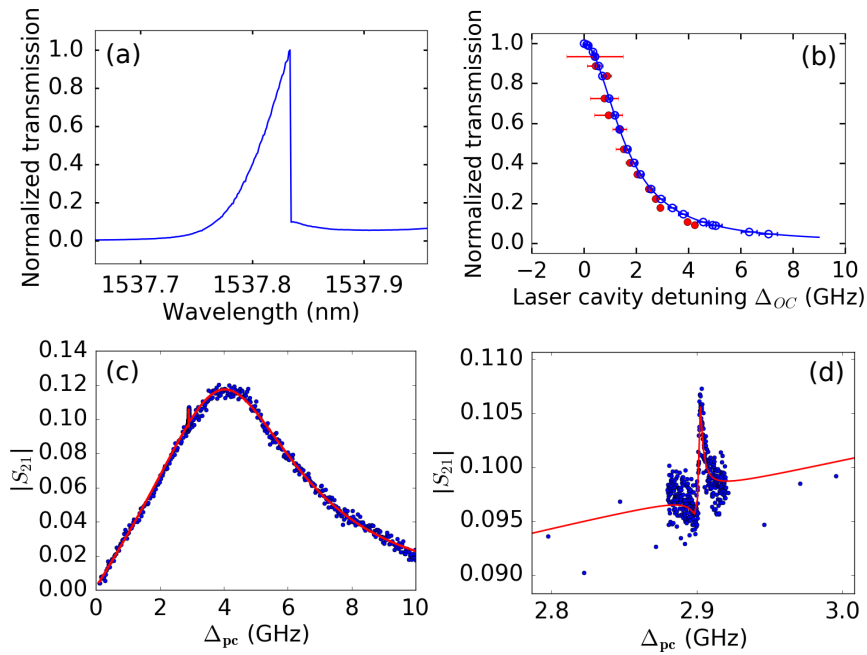 (a)
Normalized transmission
1.0
0.8
0.6
0.4
0.2
0.0
1537.7 1537.8 1537.9
Wavelength (nm)
(b)
Normalized transmission
1.0
0.8
0.6
0.4
0.2
0.0
−2 0 2 4 6 8 10
Laser cavity detuning Δ_OC (GHz)
(c)
|S₂₁|
0.14
0.12
0.10
0.08
0.06
0.04
0.02
0.00
0 2 4 6 8 10
Δ_pc (GHz)
(d)
|S₂₁|
0.110
0.105
0.100
0.095
0.090
2.8 2.9 3.0
Δ_pc (GHz)